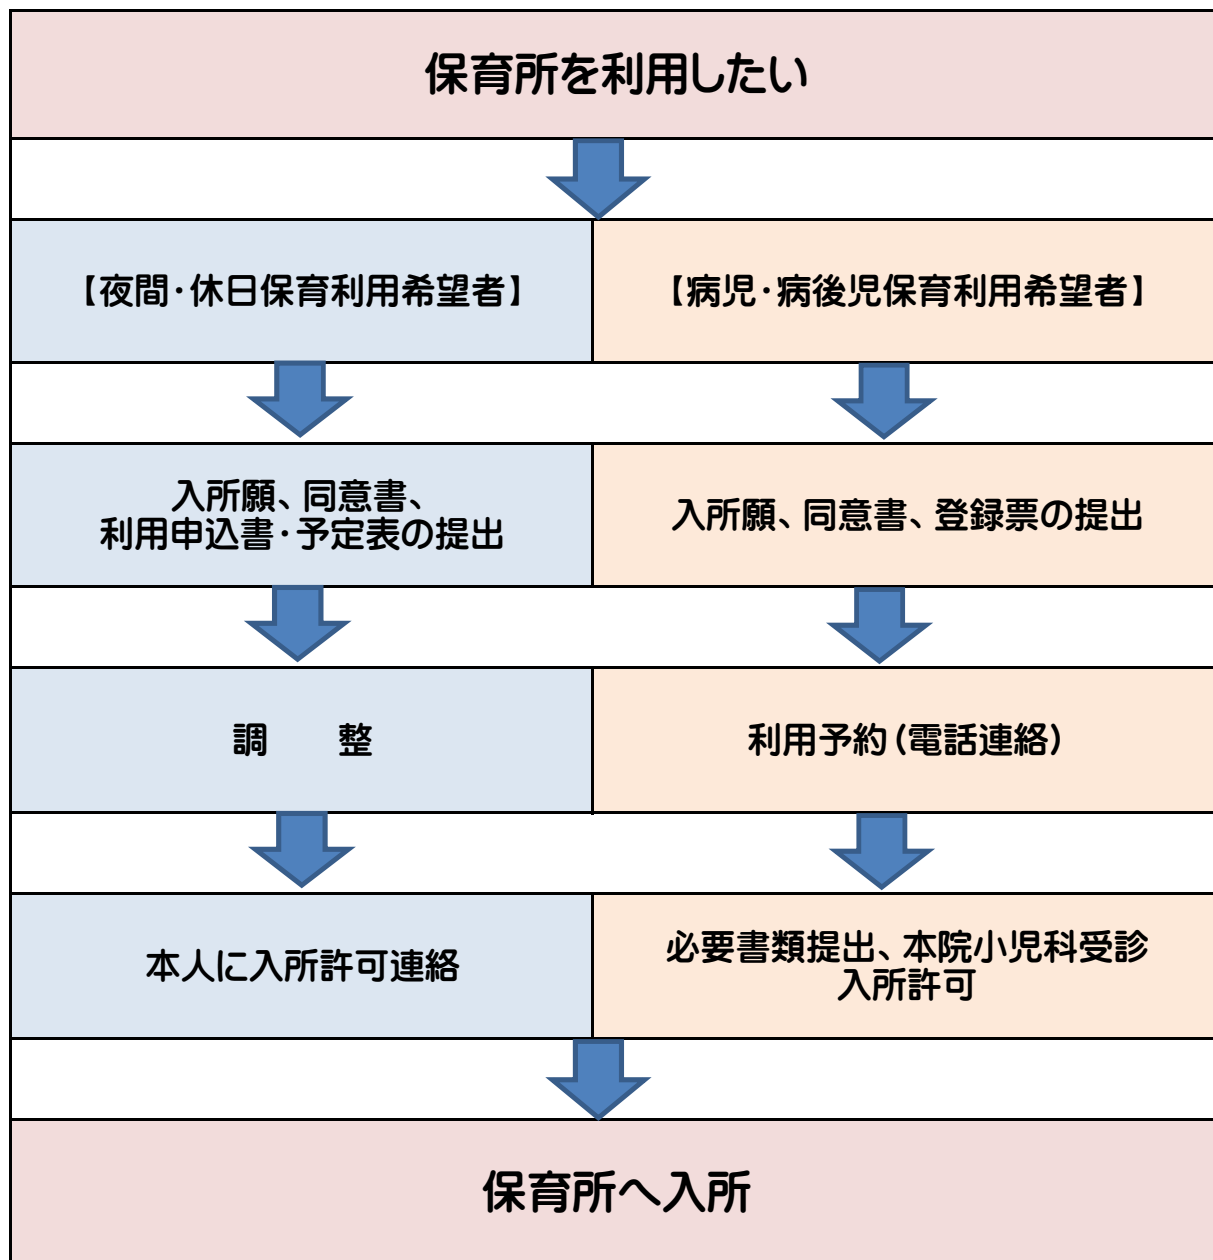 保育所を利用したい
【夜間・休日保育利用希望者】
【病児・病後児保育利用希望者】
入所願、同意書、
利用申込書・予定表の提出
入所願、同意書、登録票の提出
調　　整
利用予約(電話連絡)
本人に入所許可連絡
必要書類提出、本院小児科受診
入所許可
保育所へ入所